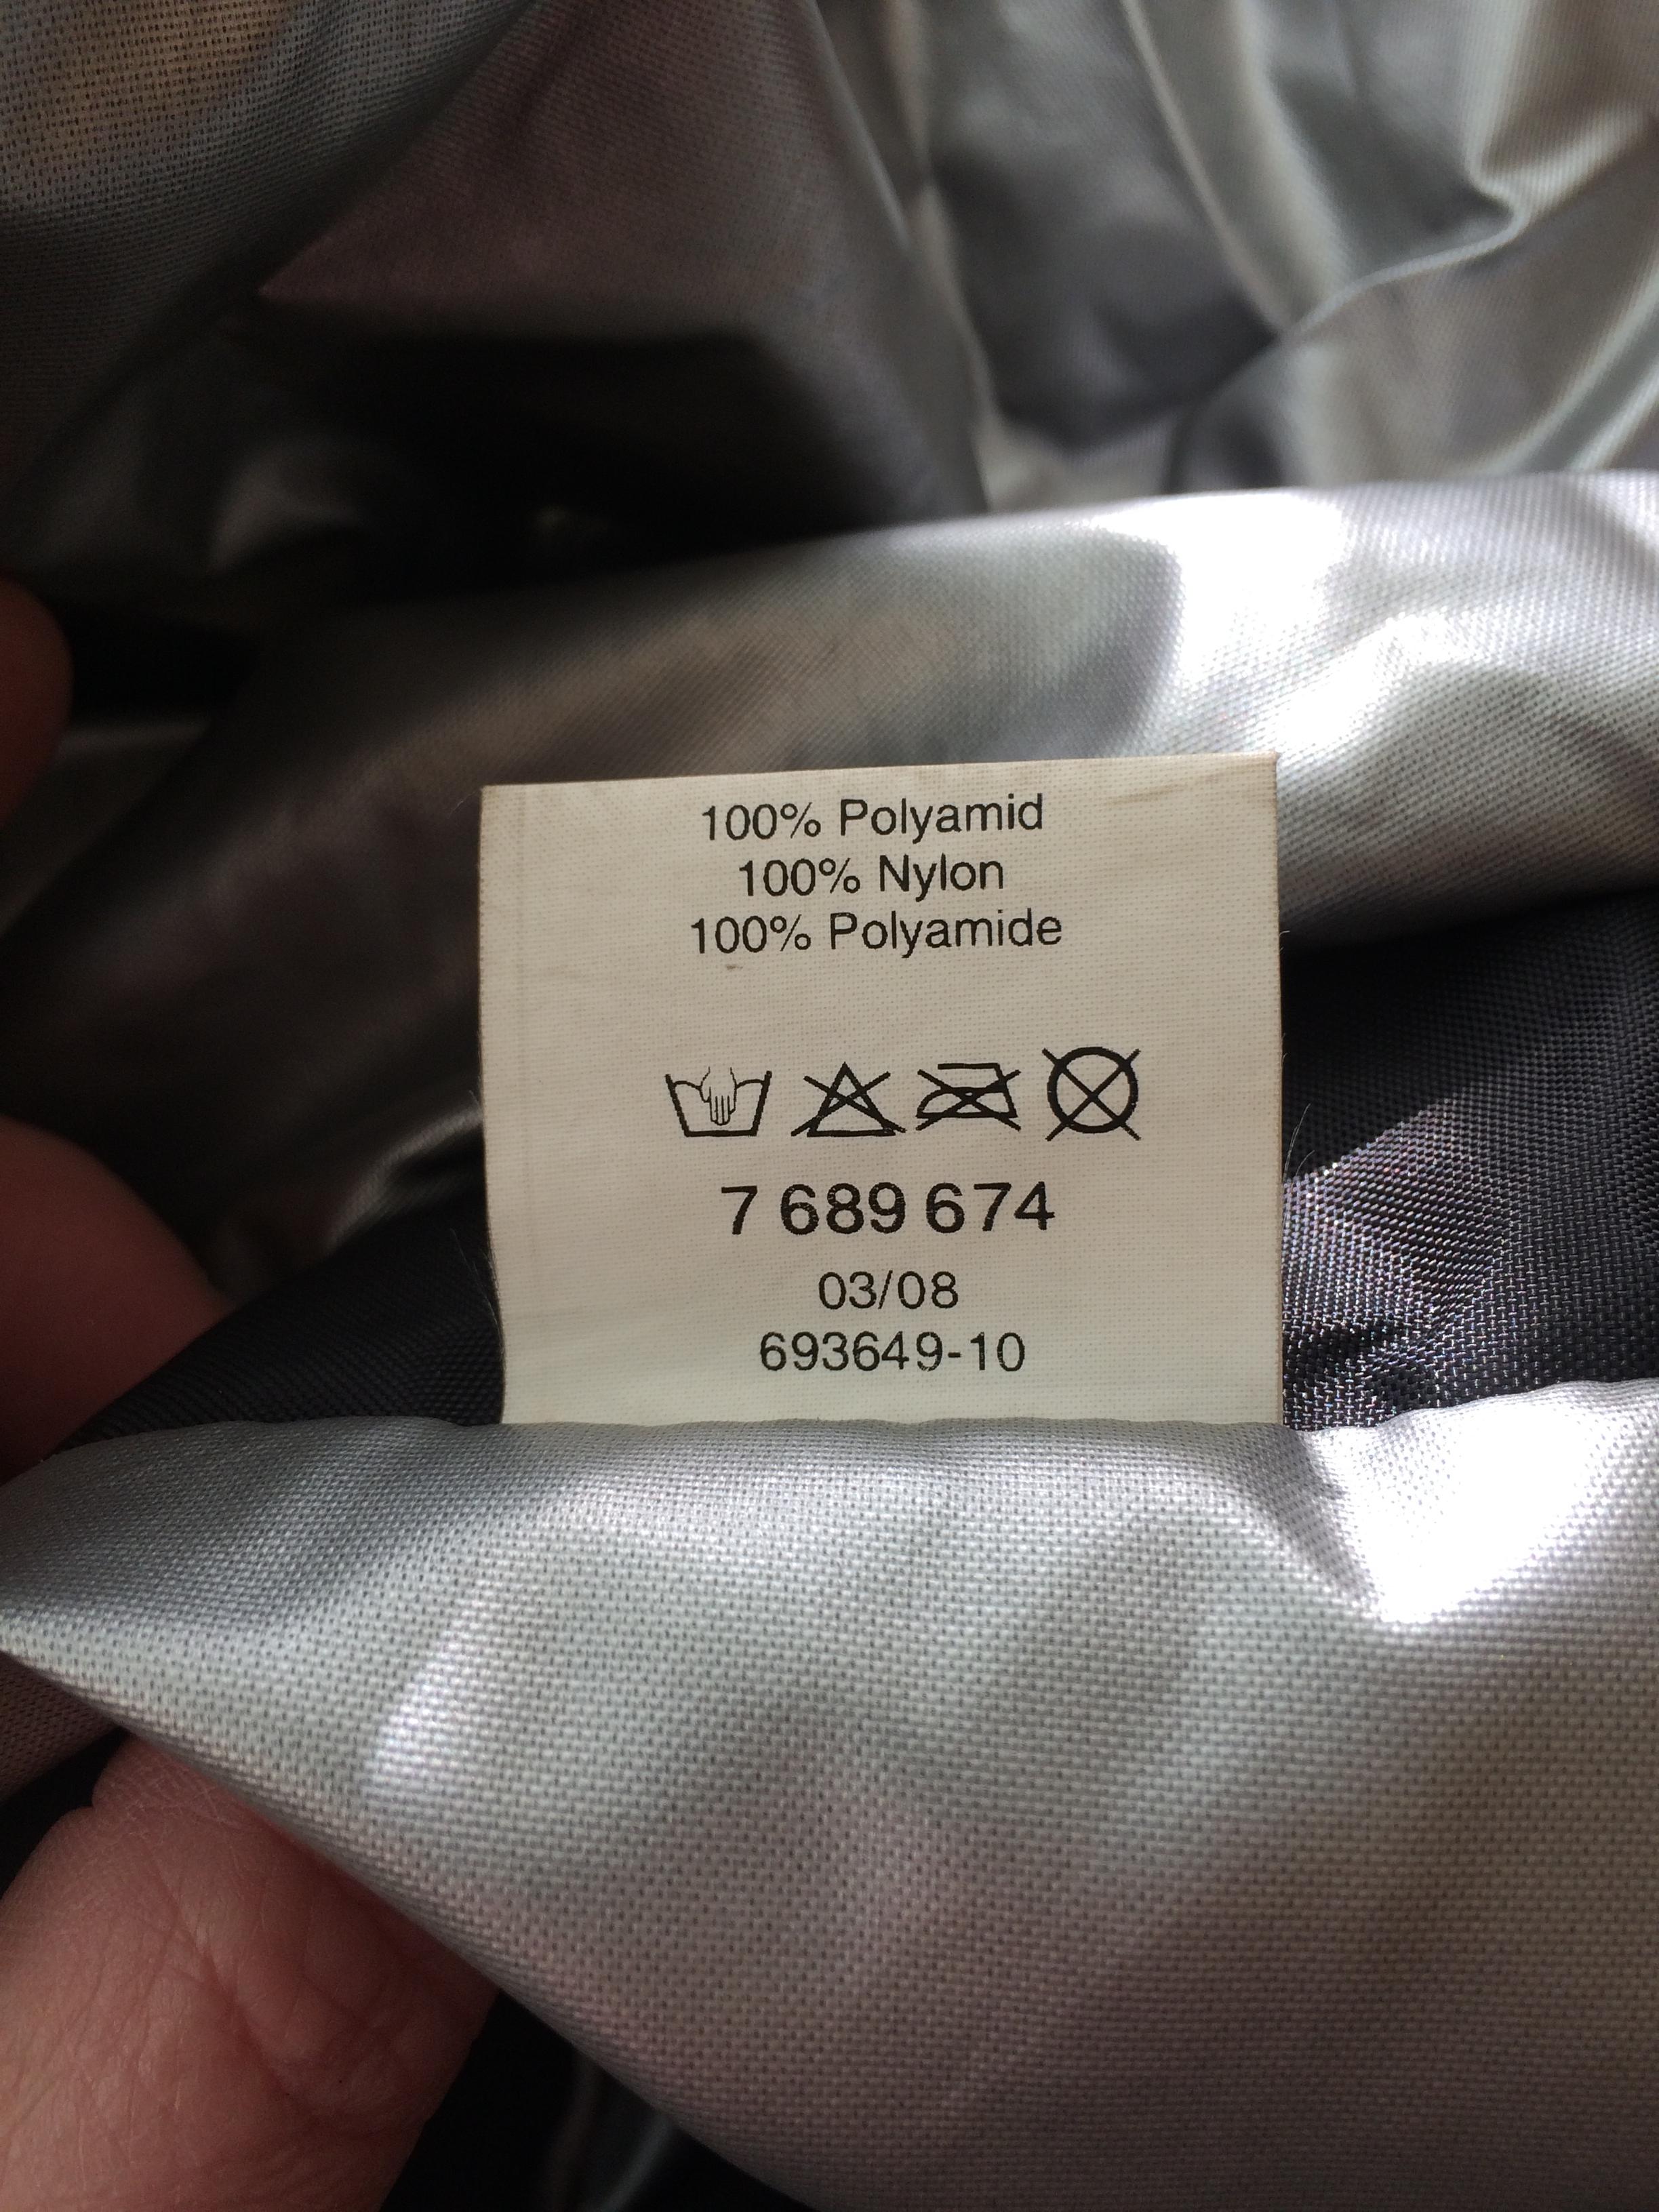 100% Polyamid
100% Nylon
100% Polyamide
7 689 674
03/08
693649-10